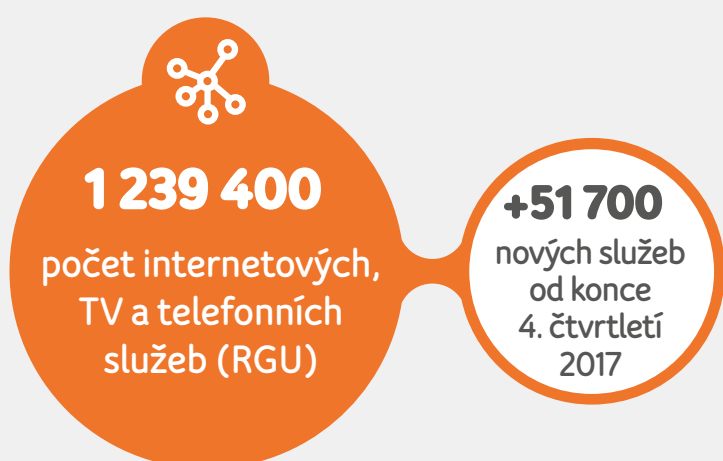 1 239 400
počet internetových,
TV a telefonních
služeb (RGU)
+51 700
nových služeb
od konce
4. čtvrtletí
2017